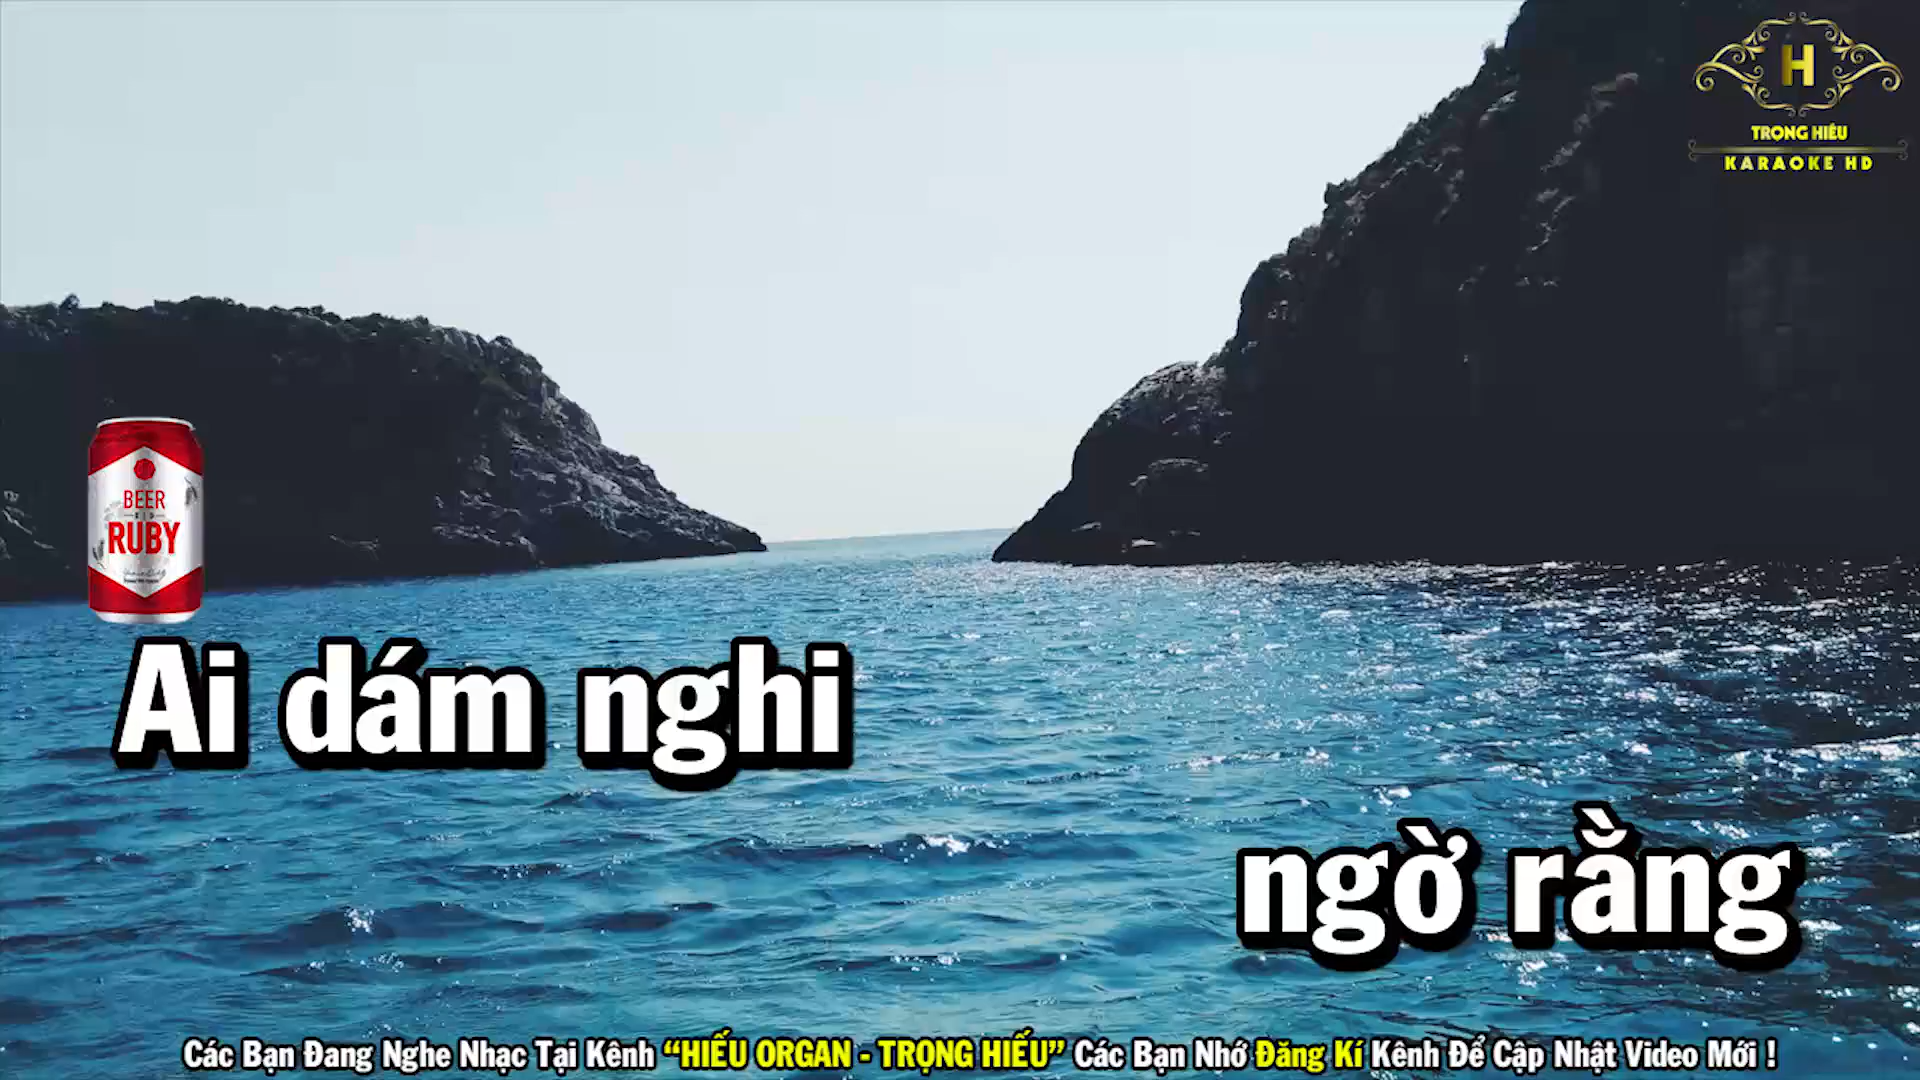 H
TRỌNG HIẾU
KARAOKE HD
BEER
RUBY
Ai dám nghi
ngờ rằng
Các Bạn Đang Nghe Nhạc Tại Kênh “HIẾU ORGAN - TRỌNG HIẾU” Các Bạn Nhớ Đăng Kí Kênh Để Cập Nhật Video Mới !